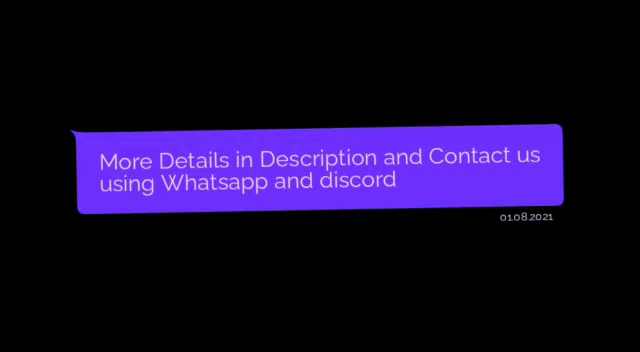 More Details in Description and Contact us
using Whatsapp and discord
01.08.2021